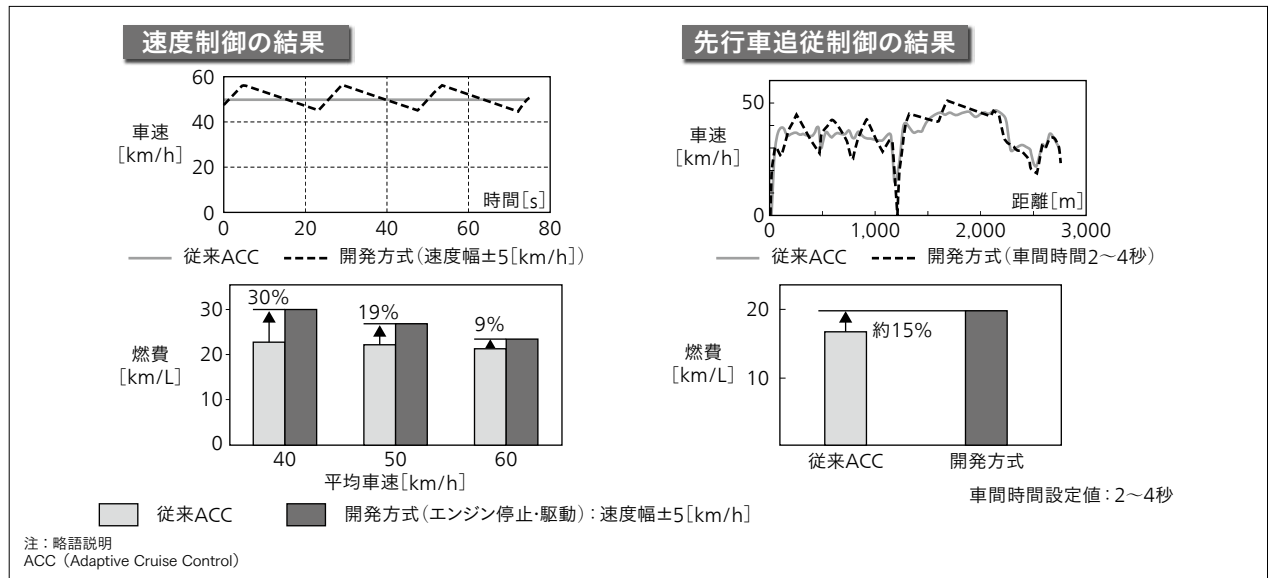 速度制御の結果
60
40
20
0
車速
[km/h]
時間[s]
0 20 40 60 80
従来ACC 開発方式(速度幅±5[km/h])
30%
19%
9%
30
20
10
0
燃費
[km/L]
40 50 60
平均車速[km/h]
先行車追従制御の結果
50
0
車速
[km/h]
距離[m]
0 1,000 2,000 3,000
従来ACC 開発方式(車間時間2〜4秒)
20
10
燃費
[km/L]
約15%
従来ACC 開発方式
車間時間設定値:2〜4秒
従来ACC 開発方式(エンジン停止・駆動):速度幅±5[km/h]
注:略語説明
ACC(Adaptive Cruise Control)